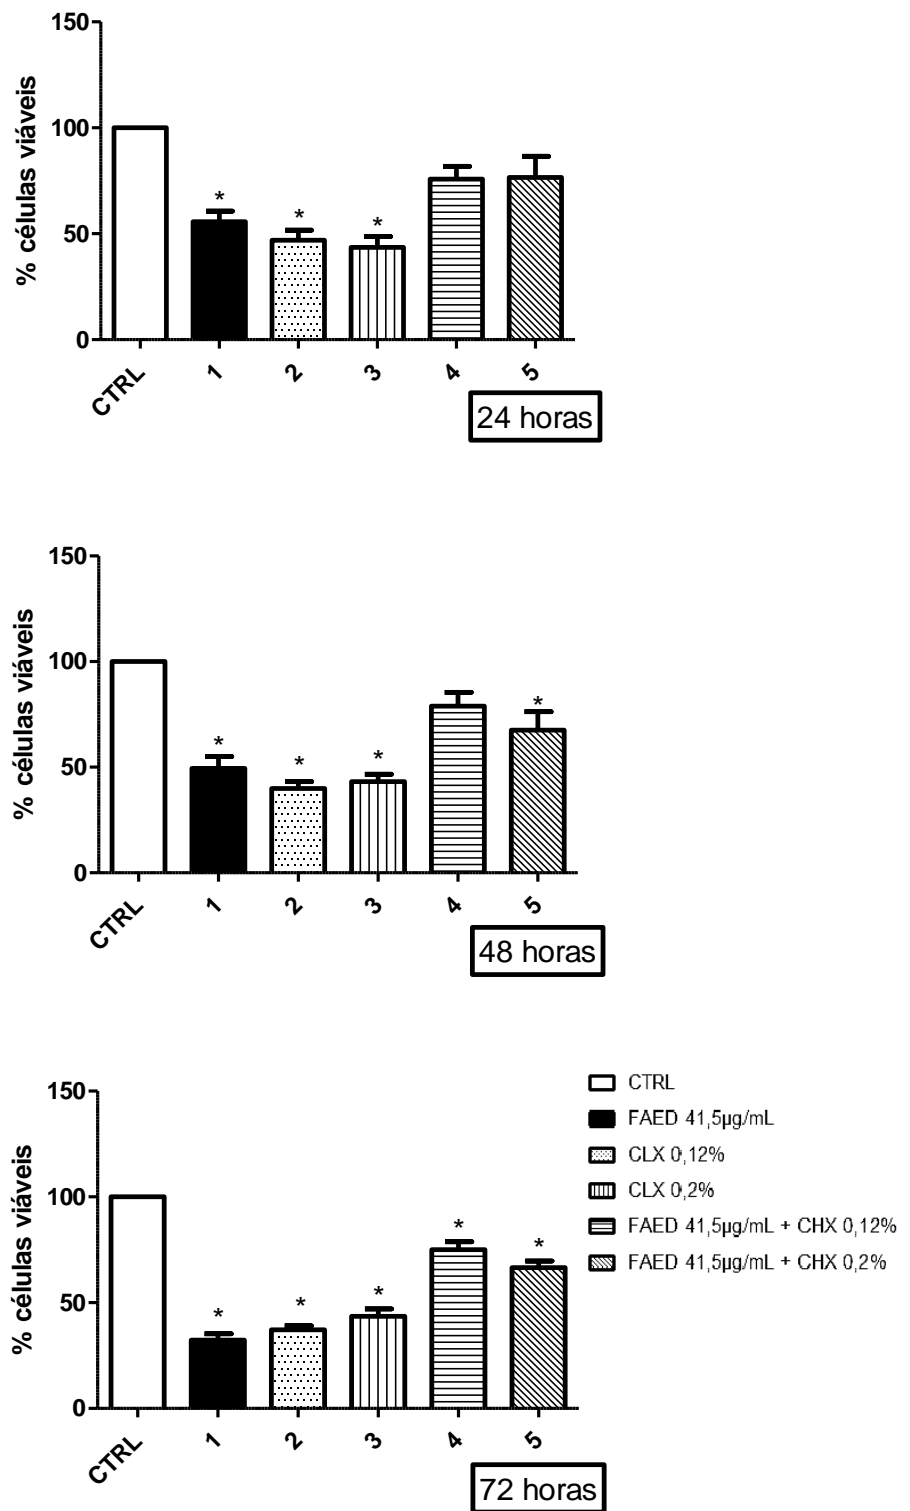 % células viáveis
150
100
50
0
* * *
CTRL 1 2 3 4 5
24 horas
% células viáveis
150
100
50
0
* * * *
CTRL 1 2 3 4 5
48 horas
% células viáveis
150
100
50
0
* * * * *
CTRL 1 2 3 4 5
72 horas
CTRL
FAED 41,5µg/mL
CLX 0,12%
CLX 0,2%
FAED 41,5µg/mL + CHX 0,12%
FAED 41,5µg/mL + CHX 0,2%